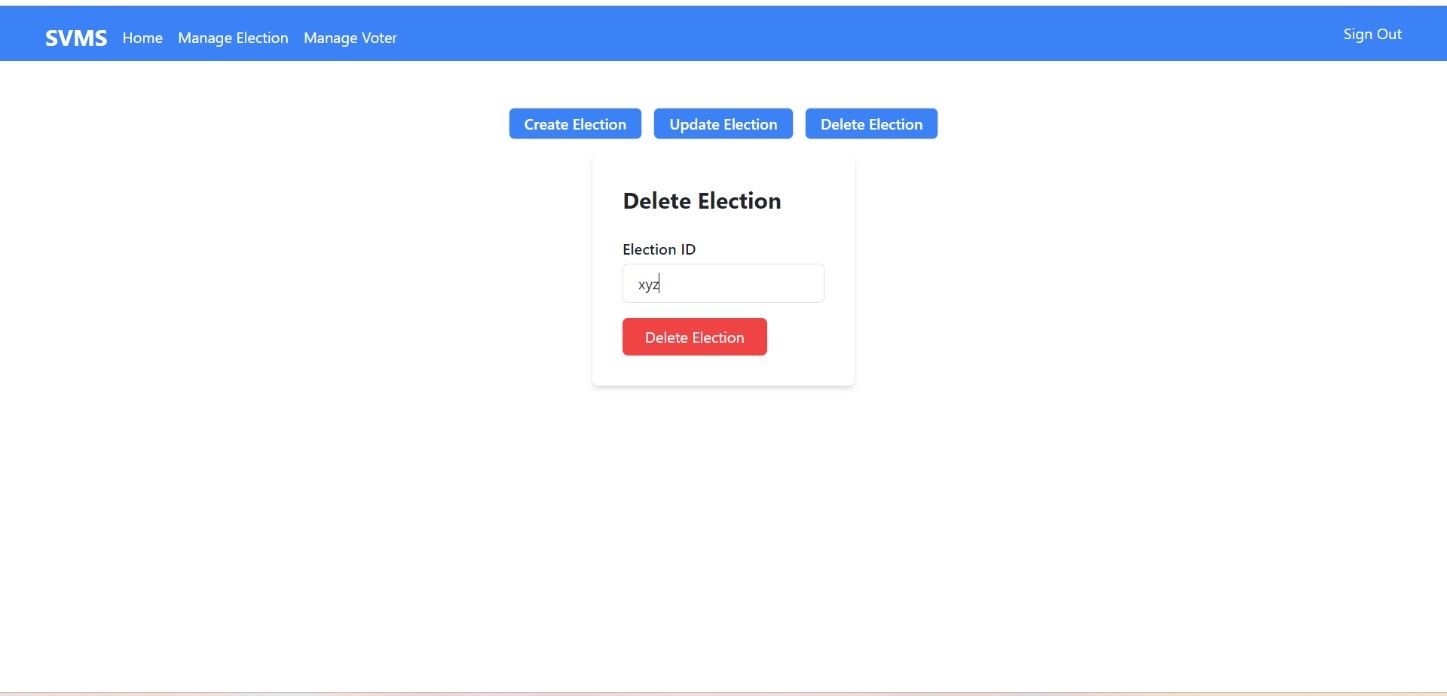 SVMS Home Manage Election Manage Voter Sign Out
Create Election Update Election Delete Election
Delete Election
Election ID
xyz
Delete Election